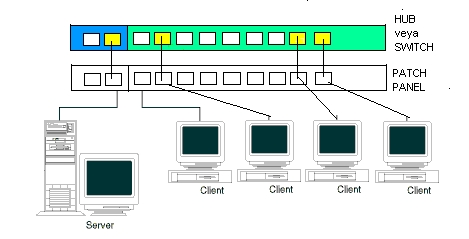 HUB
veya
SWITCH
PATCH
PANEL
Client
Client
Client
Client
Server